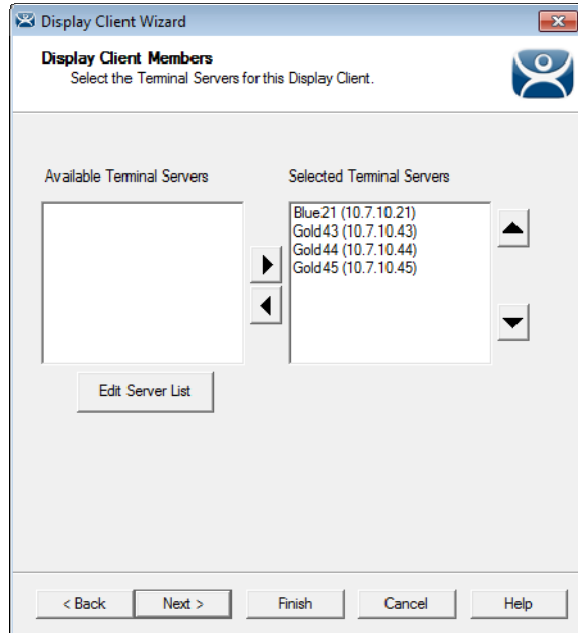 Display Client Wizard
Display Client Members
Select the Terminal Servers for this Display Client.
Available Terminal Servers
Selected Terminal Servers
Blue21 (10.7.10.21)
Gold43 (10.7.10.43)
Gold44 (10.7.10.44)
Gold45 (10.7.10.45)
Edit Server List
< Back
Next >
Finish
Cancel
Help